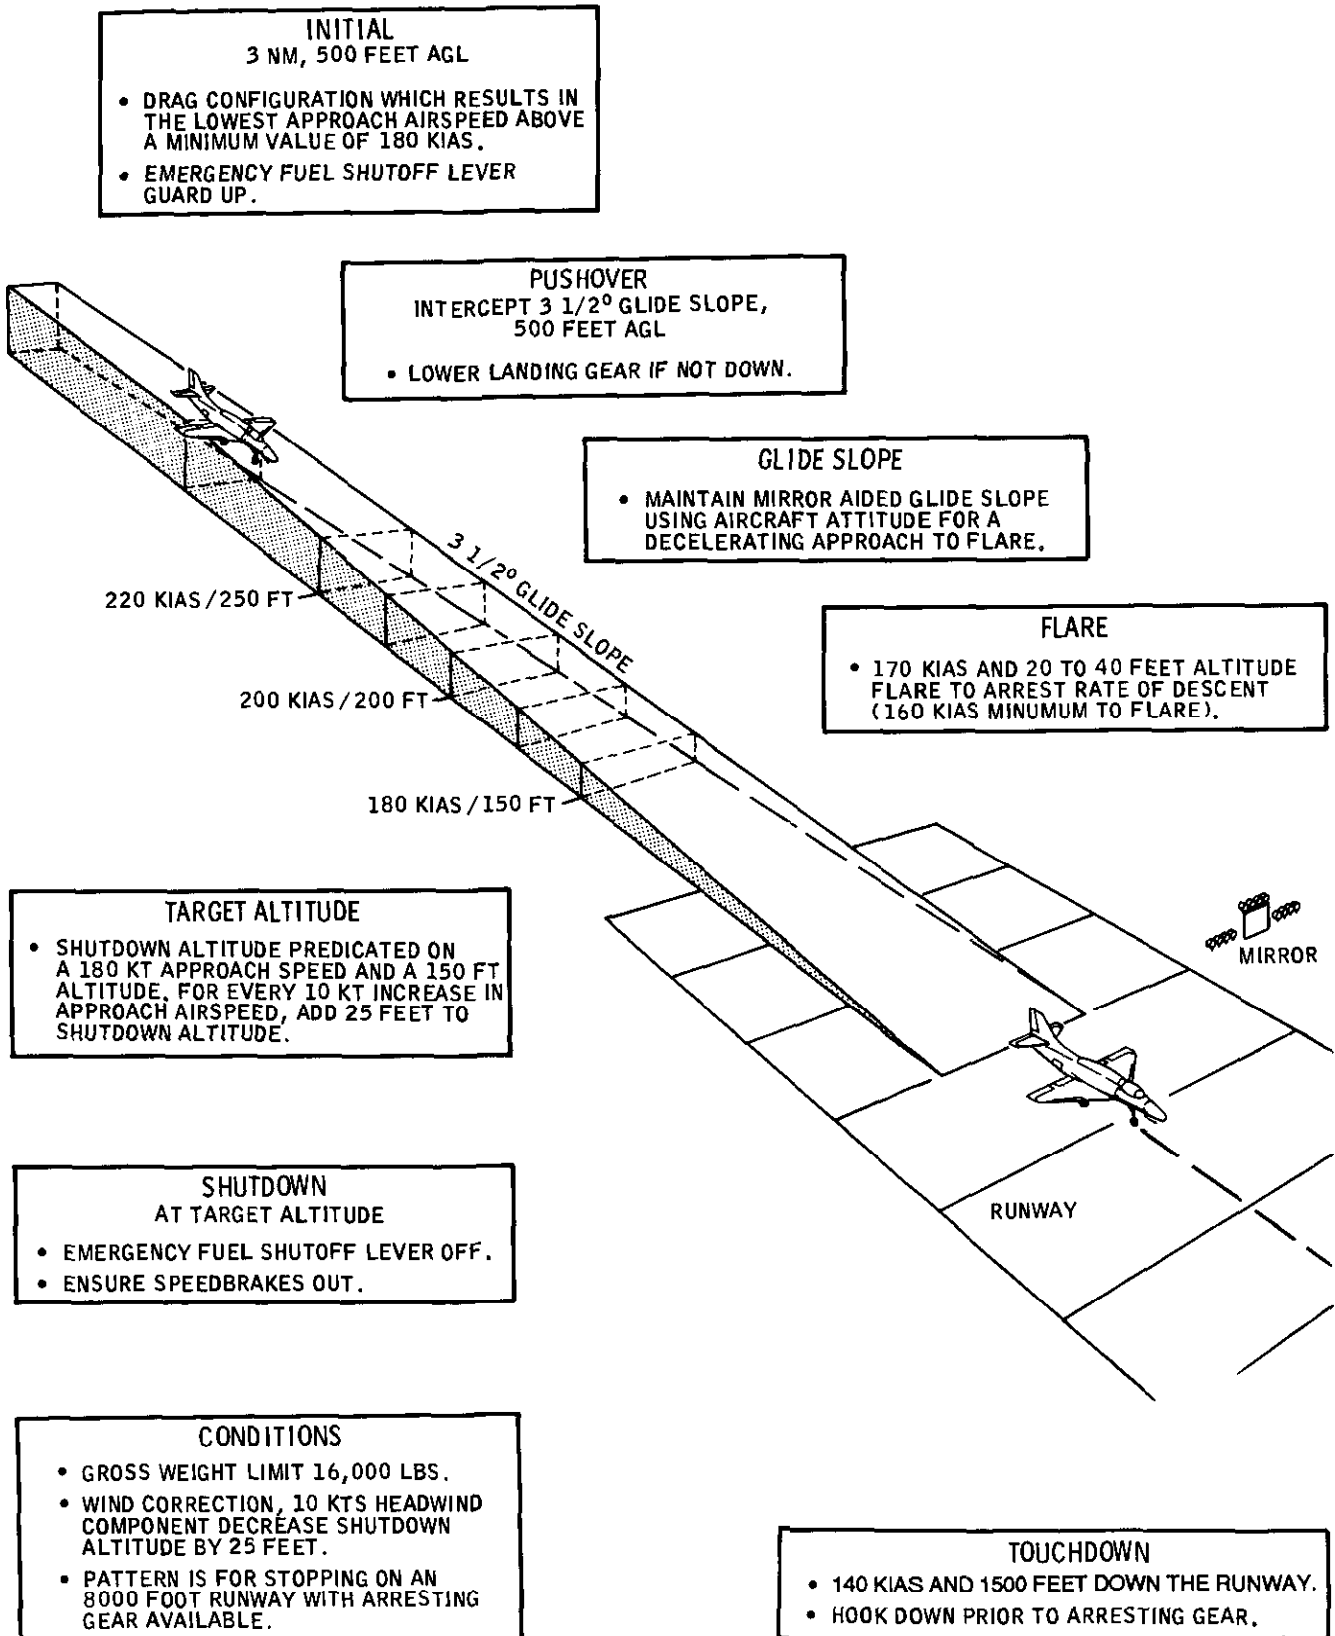 INITIAL
3 NM, 500 FEET AGL
• DRAG CONFIGURATION WHICH RESULTS IN
THE LOWEST APPROACH AIRSPEED ABOVE
A MINIMUM VALUE OF 180 KIAS.
• EMERGENCY FUEL SHUTOFF LEVER
GUARD UP.
PUSHOVER
INTERCEPT 3 1/2° GLIDE SLOPE,
500 FEET AGL
• LOWER LANDING GEAR IF NOT DOWN.
GLIDE SLOPE
• MAINTAIN MIRROR AIDED GLIDE SLOPE
USING AIRCRAFT ATTITUDE FOR A
DECELERATING APPROACH TO FLARE.
3 1/2° GLIDE SLOPE
220 KIAS/250 FT
FLARE
• 170 KIAS AND 20 TO 40 FEET ALTITUDE
FLARE TO ARREST RATE OF DESCENT
(160 KIAS MINUMUM TO FLARE).
200 KIAS/200 FT
180 KIAS/150 FT
TARGET ALTITUDE
• SHUTDOWN ALTITUDE PREDICATED ON
A 180 KT APPROACH SPEED AND A 150 FT
ALTITUDE. FOR EVERY 10 KT INCREASE IN
APPROACH AIRSPEED, ADD 25 FEET TO
SHUTDOWN ALTITUDE.
MIRROR
SHUTDOWN
AT TARGET ALTITUDE
• EMERGENCY FUEL SHUTOFF LEVER OFF.
• ENSURE SPEEDBRAKES OUT.
RUNWAY
CONDITIONS
• GROSS WEIGHT LIMIT 16,000 LBS.
• WIND CORRECTION, 10 KTS HEADWIND
COMPONENT DECREASE SHUTDOWN
ALTITUDE BY 25 FEET.
• PATTERN IS FOR STOPPING ON AN
8000 FOOT RUNWAY WITH ARRESTING
GEAR AVAILABLE.
TOUCHDOWN
• 140 KIAS AND 1500 FEET DOWN THE RUNWAY.
• HOOK DOWN PRIOR TO ARRESTING GEAR.